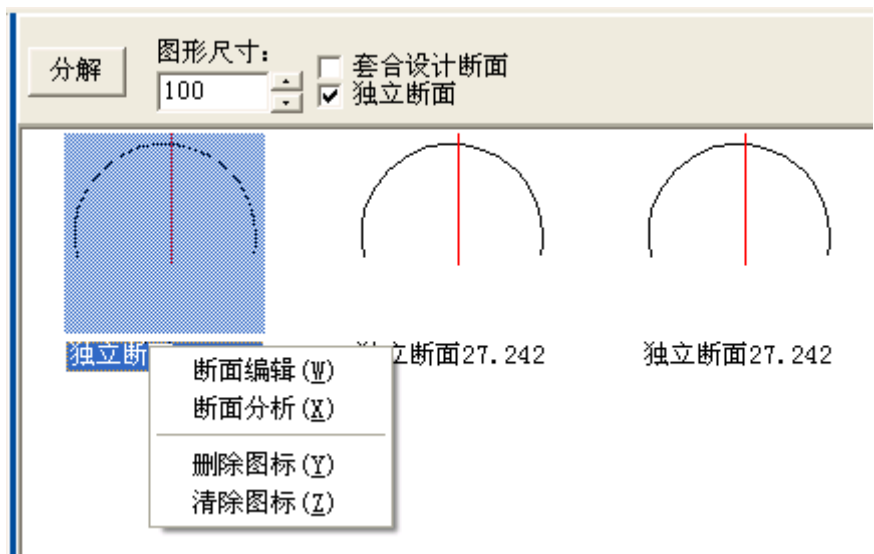 分解
图形尺寸:
100
套合设计断面
独立断面
独立断
立断面27.242
独立断面27.242
断面编辑(W)
断面分析(X)
删除图标(Y)
清除图标(Z)